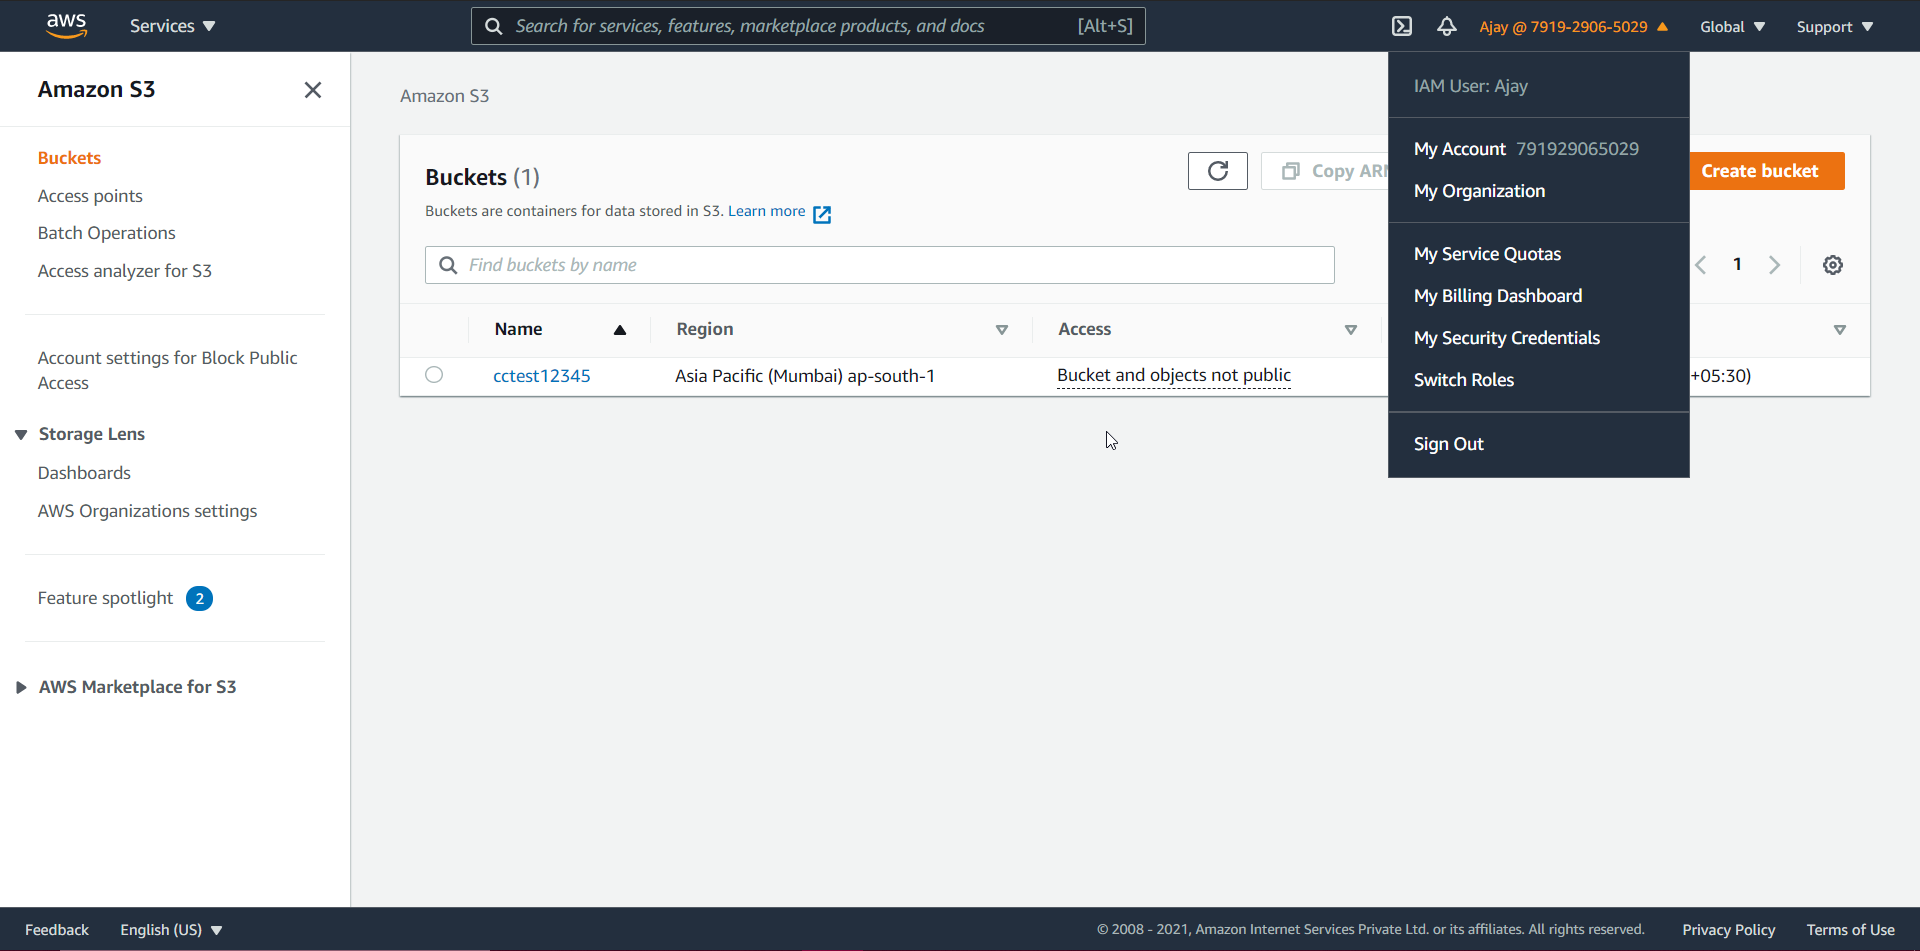 aws
Services
Search for services, features, marketplace products, and docs [Alt+S]
Ajay @ 7919-2906-5029
Global
Support
Amazon S3
Buckets
Access points
Batch Operations
Access analyzer for S3
Account settings for Block Public
Access
Storage Lens
Dashboards
AWS Organizations settings
Feature spotlight 2
AWS Marketplace for S3
Amazon S3
Buckets (1)
Buckets are containers for data stored in S3. Learn more
Copy
Create bucket
Find buckets by name
1
Name Region Access
cctest12345 Asia Pacific (Mumbai) ap-south-1 Bucket and objects not public +05:30)
IAM User: Ajay
My Account 791929065029
My Organization
My Service Quotas
My Billing Dashboard
My Security Credentials
Switch Roles
Sign Out
Feedback
English (US)
© 2008 - 2021, Amazon Internet Services Private Ltd. or its affiliates. All rights reserved.
Privacy Policy
Terms of Use